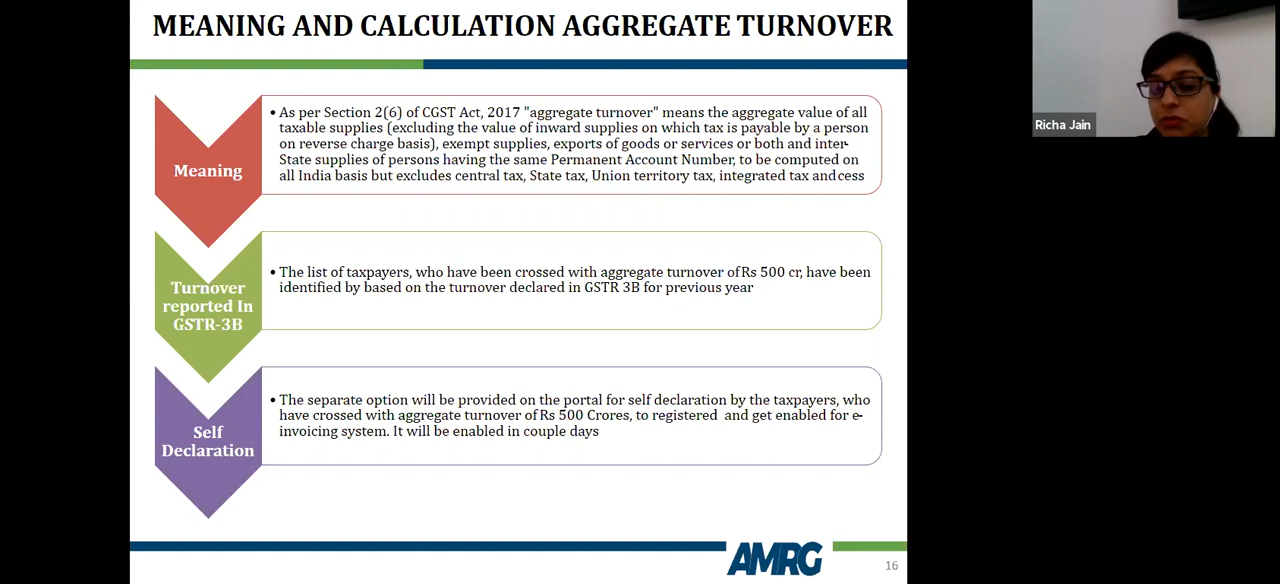 MEANING AND CALCULATION AGGREGATE TURNOVER
Meaning
• As per Section 2(6) of CGST Act, 2017 "aggregate turnover" means the aggregate value of all
taxable supplies (excluding the value of inward supplies on which tax is payable by a person
on reverse charge basis), exempt supplies, exports of goods or services or both and inter-
State supplies of persons having the same Permanent Account Number, to be computed on
all India basis but excludes central tax, State tax, Union territory tax, integrated tax and cess
Turnover
reported In
GSTR-3B
• The list of taxpayers, who have been crossed with aggregate turnover of Rs 500 cr, have been
identified by based on the turnover declared in GSTR 3B for previous year
Self
Declaration
• The separate option will be provided on the portal for self declaration by the taxpayers, who
have crossed with aggregate turnover of Rs 500 Crores, to registered and get enabled for e-
invoicing system. It will be enabled in couple days
AMRG
16
Richa Jain